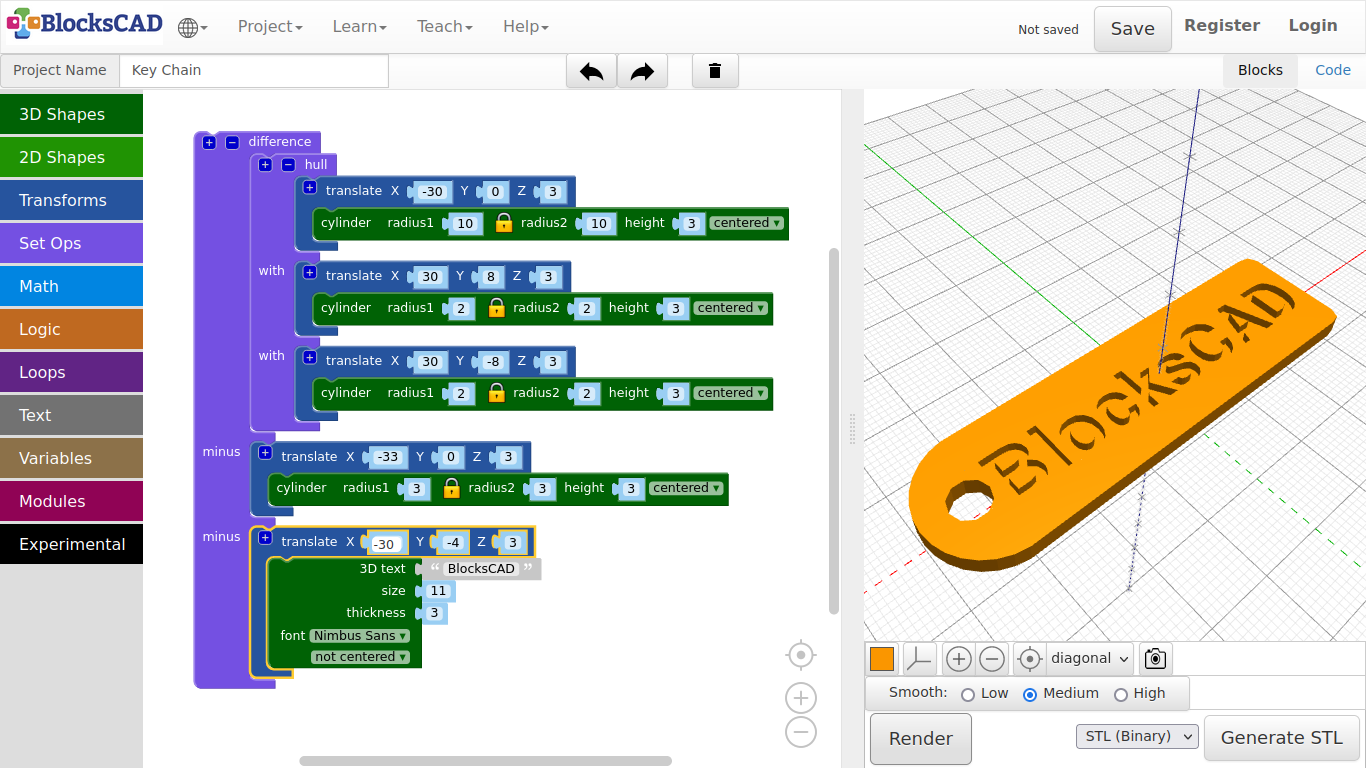 BlocksCAD
Project Learn Teach Help
Not saved Save Register Login
Project Name Key Chain
Blocks Code
3D Shapes
2D Shapes
Transforms
Set Ops
Math
Logic
Loops
Text
Variables
Modules
Experimental
+ − difference
+ − hull
+ translate X -30 Y 0 Z 3
cylinder radius1 10 radius2 10 height 3 centered
with + translate X 30 Y 8 Z 3
cylinder radius1 2 radius2 2 height 3 centered
with + translate X 30 Y -8 Z 3
cylinder radius1 2 radius2 2 height 3 centered
minus + translate X -33 Y 0 Z 3
cylinder radius1 3 radius2 3 height 3 centered
minus + translate X -30 Y -4 Z 3
3D text “ BlocksCAD ”
size 11
thickness 3
font Nimbus Sans
not centered
BlocksCAD
diagonal
Smooth: Low Medium High
Render STL (Binary) Generate STL